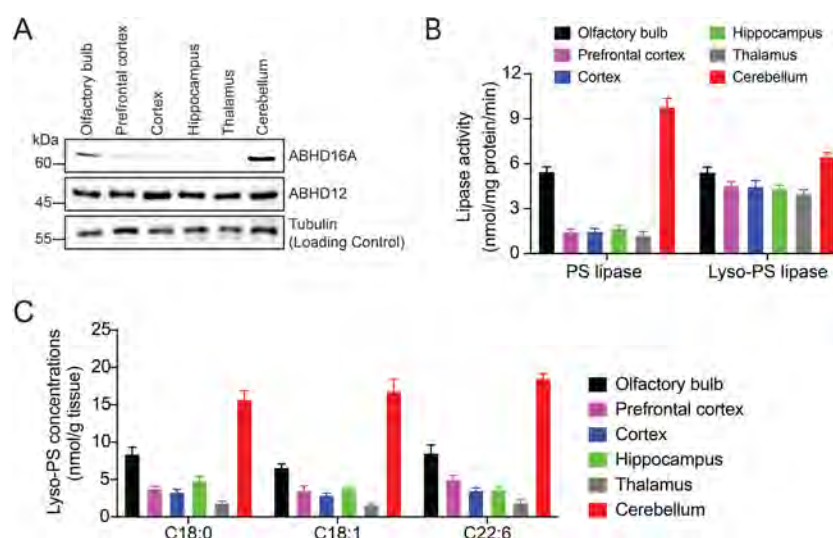 A
Olfactory bulb
Prefrontal cortex
Cortex
Hippocampus
Thalamus
Cerebellum
kDa
60
ABHD16A
45
ABHD12
55
Tubulin
(Loading Control)
B
Olfactory bulb
Prefrontal cortex
Cortex
Hippocampus
Thalamus
Cerebellum
Lipase activity
(nmol/mg protein/min)
12
9
6
3
0
PS lipase
Lyso-PS lipase
C
Lyso-PS concentrations
(nmol/g tissue)
25
20
15
10
5
0
C18:0
C18:1
C22:6
Olfactory bulb
Prefrontal cortex
Cortex
Hippocampus
Thalamus
Cerebellum